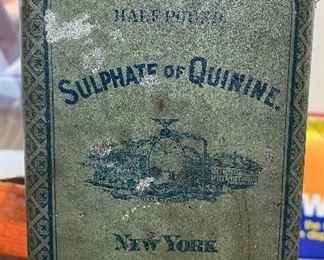 HALF POUND
SULPHATE OF QUININE.
NEW YORK